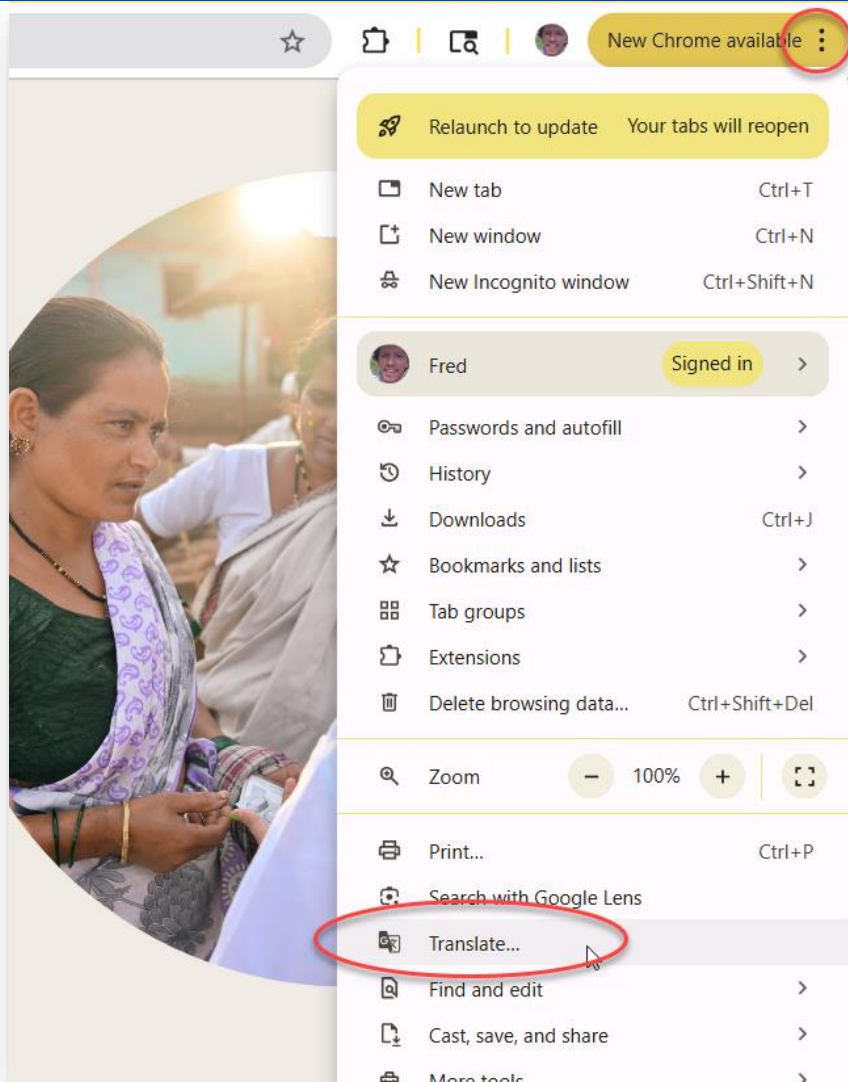 New Chrome available
Relaunch to update Your tabs will reopen
New tab Ctrl+T
New window Ctrl+N
New Incognito window Ctrl+Shift+N
Fred Signed in
Passwords and autofill
History
Downloads Ctrl+J
Bookmarks and lists
Tab groups
Extensions
Delete browsing data... Ctrl+Shift+Del
Zoom − 100% +
Print... Ctrl+P
Search with Google Lens
Translate...
Find and edit
Cast, save, and share
More tools